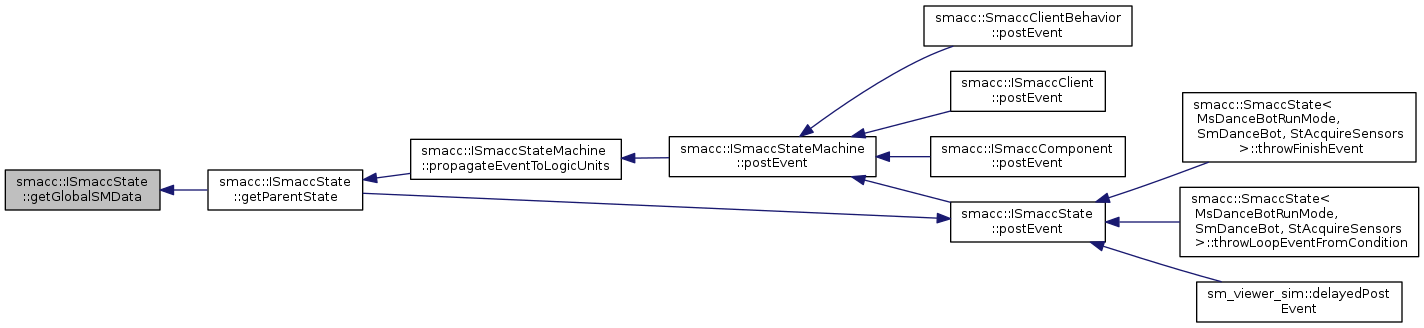 smacc::ISmaccState
::getGlobalSMData
smacc::ISmaccState
::getParentState
smacc::ISmaccStateMachine
::propagateEventToLogicUnits
smacc::ISmaccStateMachine
::postEvent
smacc::SmaccClientBehavior
::postEvent
smacc::ISmaccClient
::postEvent
smacc::ISmaccComponent
::postEvent
smacc::ISmaccState
::postEvent
smacc::SmaccState<
MsDanceBotRunMode,
SmDanceBot, StAcquireSensors
>::throwFinishEvent
smacc::SmaccState<
MsDanceBotRunMode,
SmDanceBot, StAcquireSensors
>::throwLoopEventFromCondition
sm_viewer_sim::delayedPost
Event